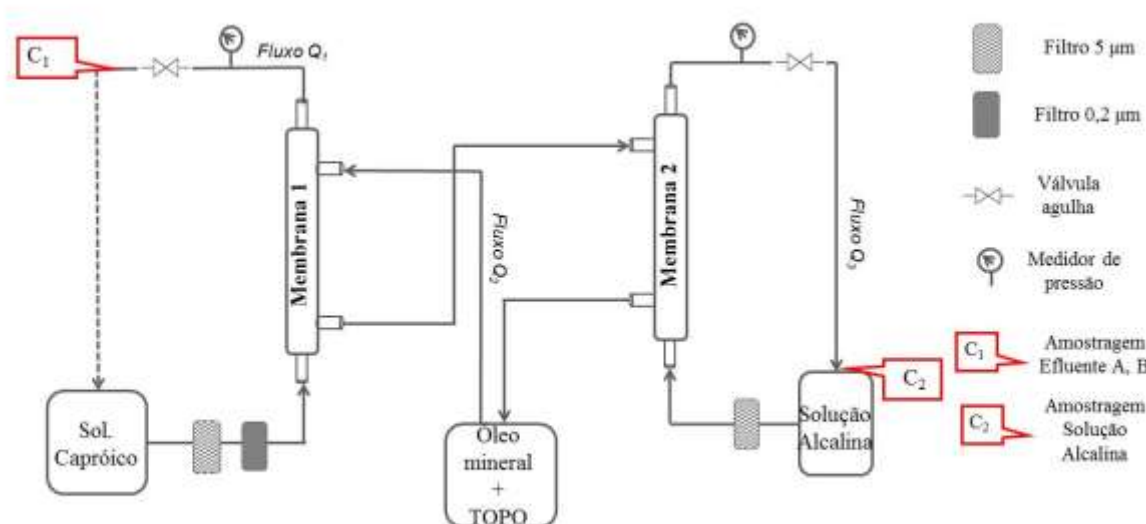 C1
Fluxo Q1
Membrana 1
Sol.
Capróico
Fluxo Q2
Óleo
mineral
+
TOPO
Membrana 2
Fluxo Q3
C2
Solução
Alcalina
Filtro 5 μm
Filtro 0,2 μm
Válvula
agulha
Medidor de
pressão
C1
Amostragem
Efluente A, B
C2
Amostragem
Solução
Alcalina